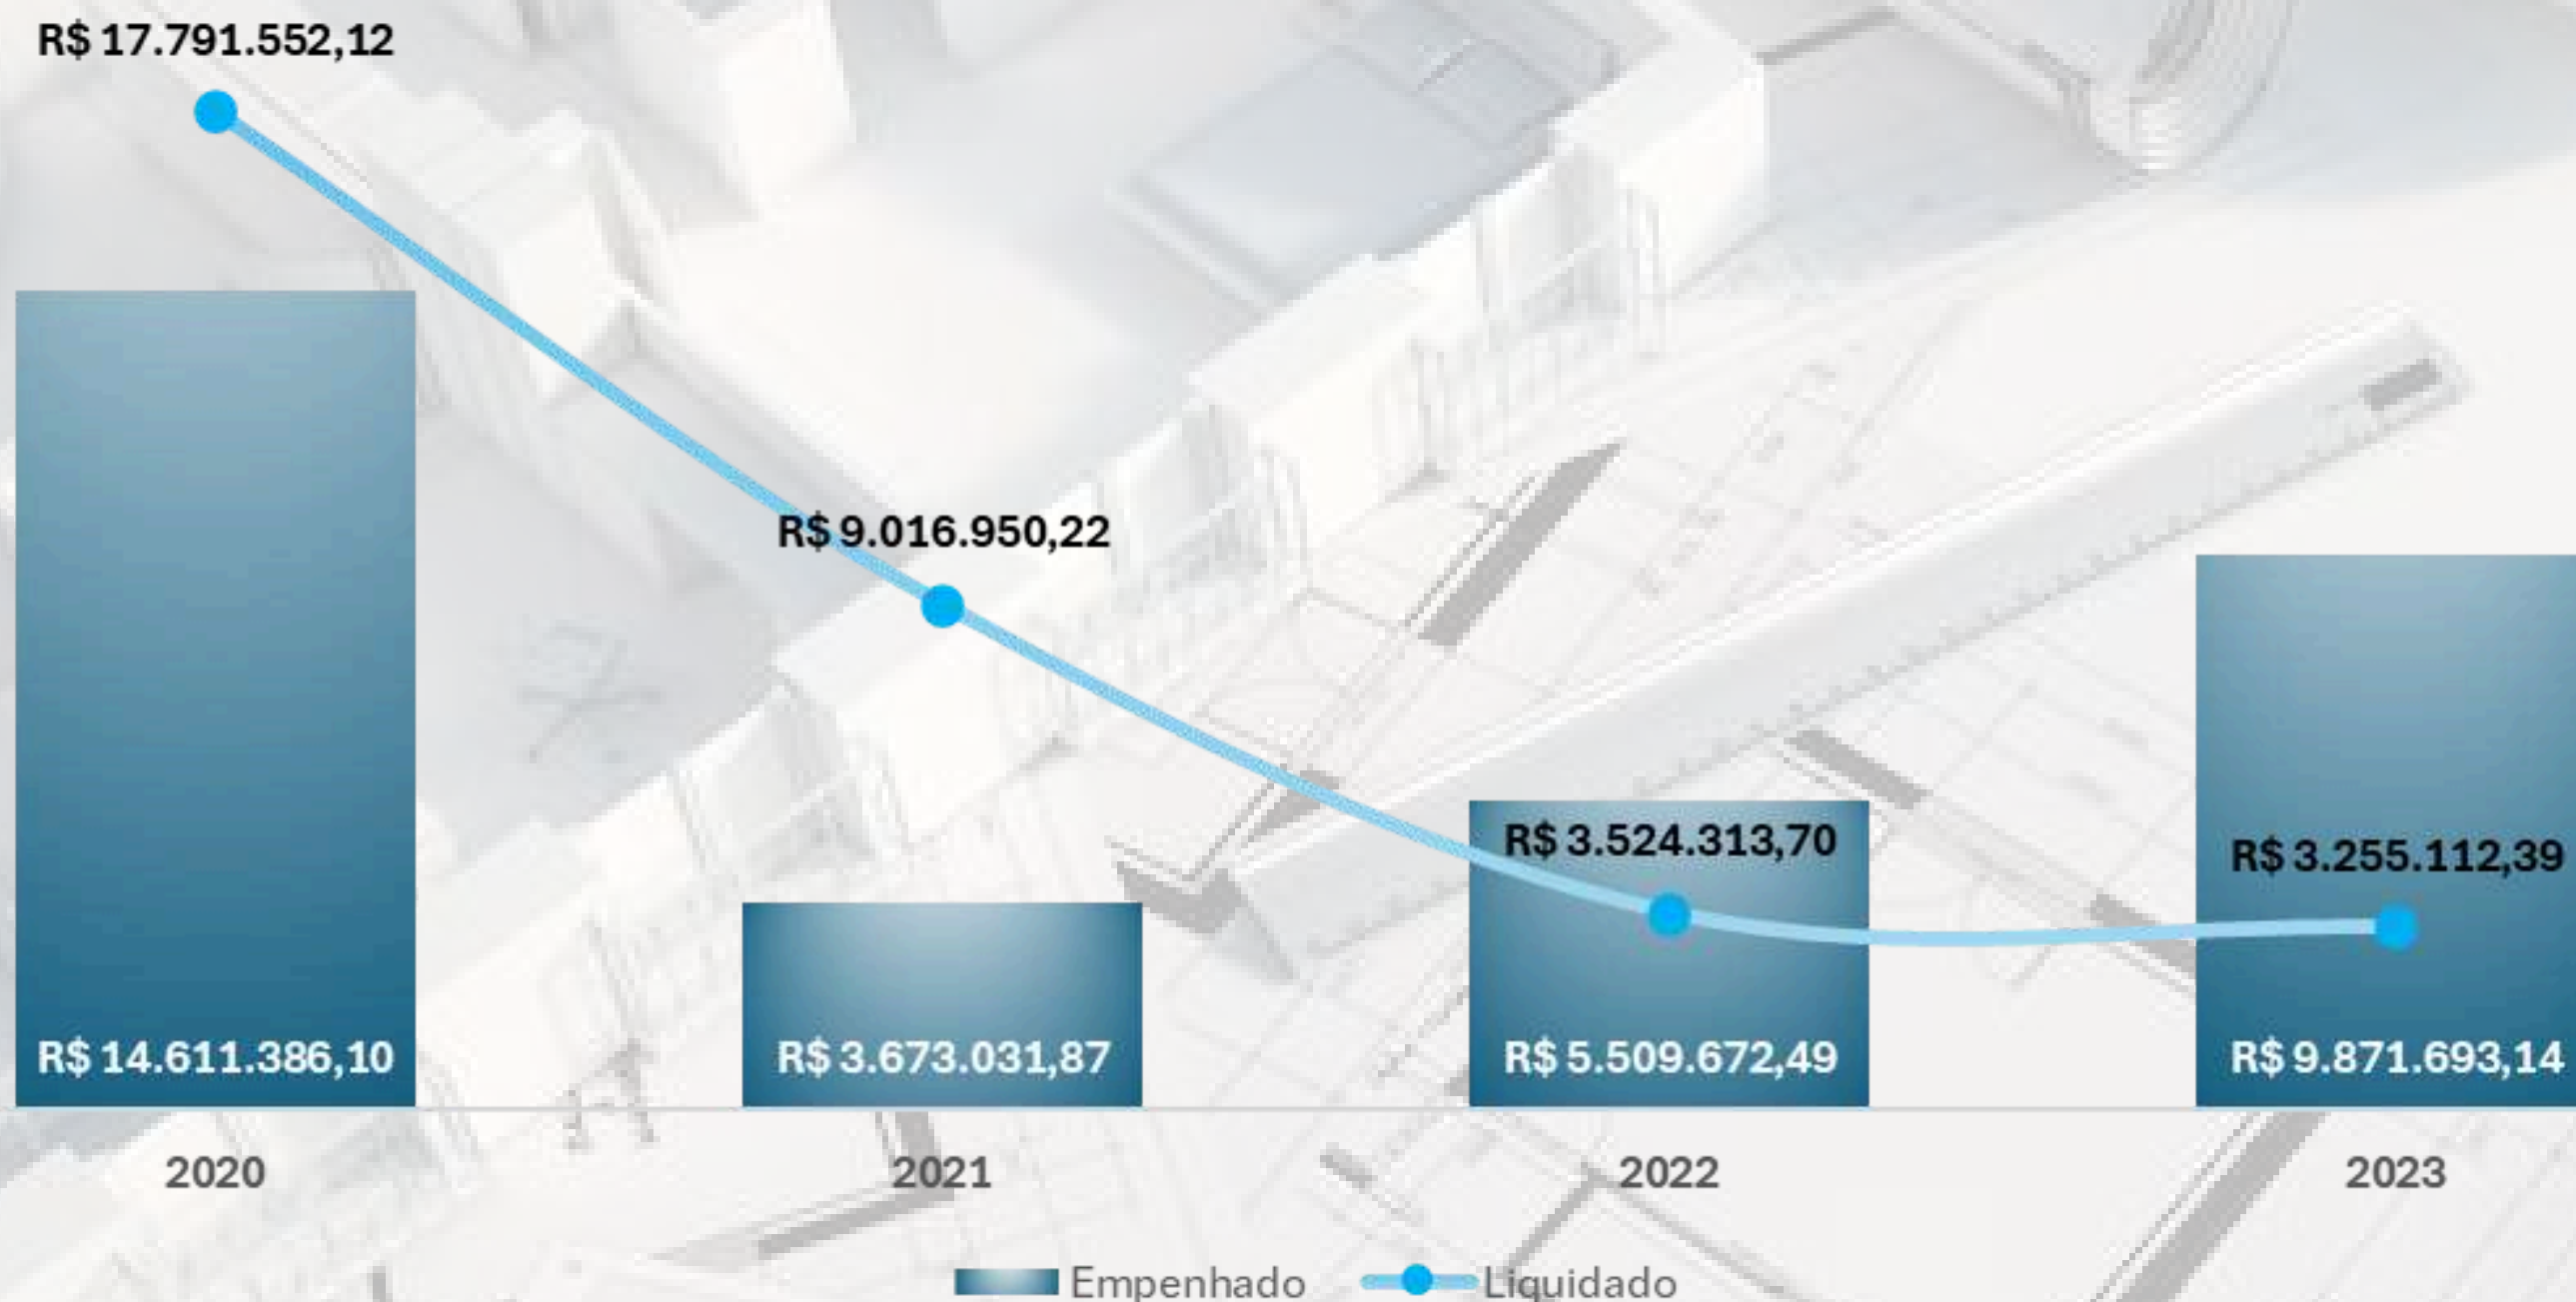 R$ 17.791.552,12
R$ 9.016.950,22
R$ 3.524.313,70
R$ 3.255.112,39
R$ 14.611.386,10
R$ 3.673.031,87
R$ 5.509.672,49
R$ 9.871.693,14
2020
2021
2022
2023
Empenhado
Liquidado